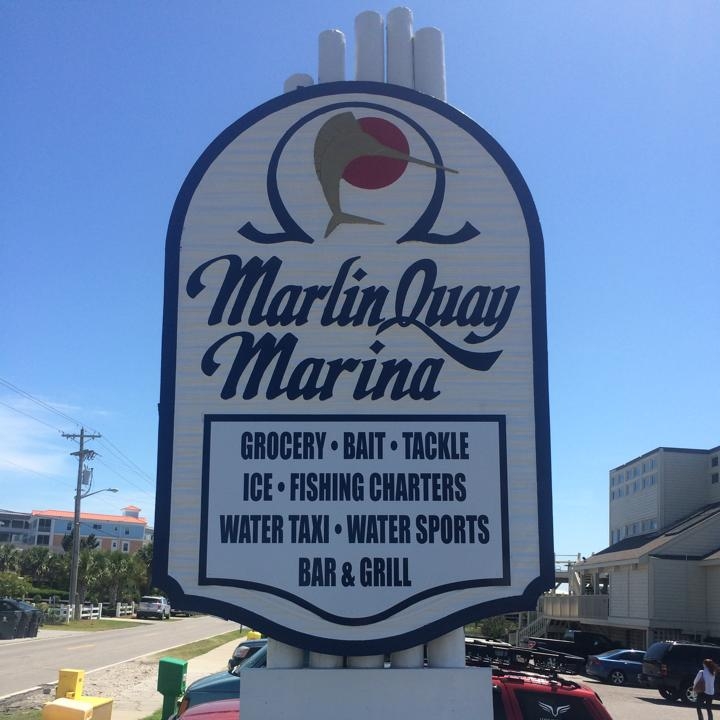 Marlin Quay
Marina
GROCERY • BAIT • TACKLE
ICE • FISHING CHARTERS
WATER TAXI • WATER SPORTS
BAR & GRILL